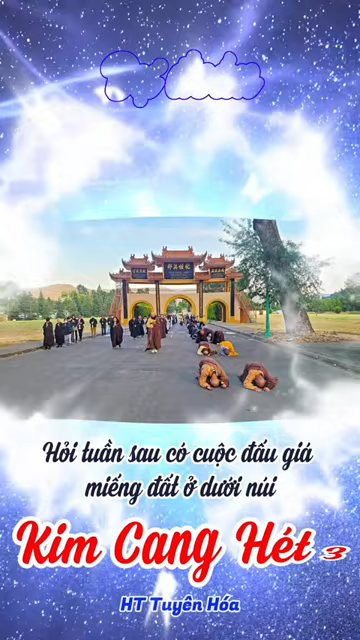 Hỏi tuần sau có cuộc đấu giá
miếng đất ở dưới núi
Kim Cang Hét 3
HT Tuyên Hóa